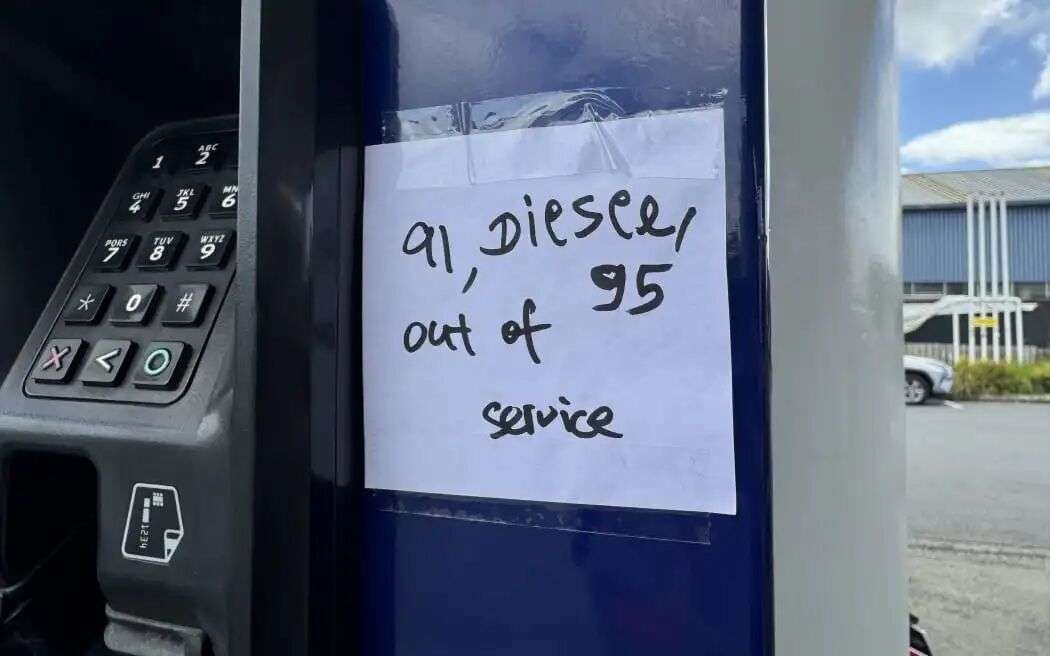 1
ABC
2
GHI
4
JKL
5
MN
6
PQRS
7
TUV
8
WXYZ
9
*
0
#
X
<
O
91, Diesel,
95
out of
service